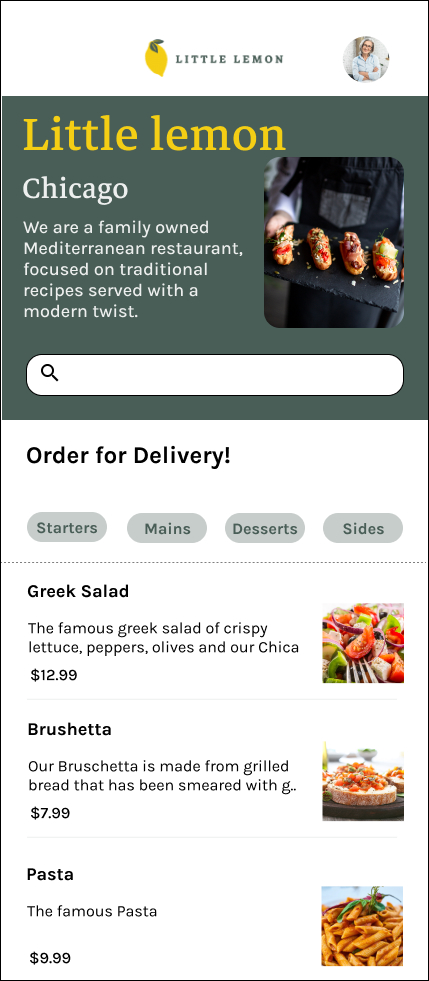 LITTLE LEMON
Little lemon
Chicago
We are a family owned
Mediterranean restaurant,
focused on traditional
recipes served with a
modern twist.
Order for Delivery!
Starters Mains Desserts Sides
Greek Salad
The famous greek salad of crispy
lettuce, peppers, olives and our Chica
$12.99
Brushetta
Our Bruschetta is made from grilled
bread that has been smeared with g..
$7.99
Pasta
The famous Pasta
$9.99